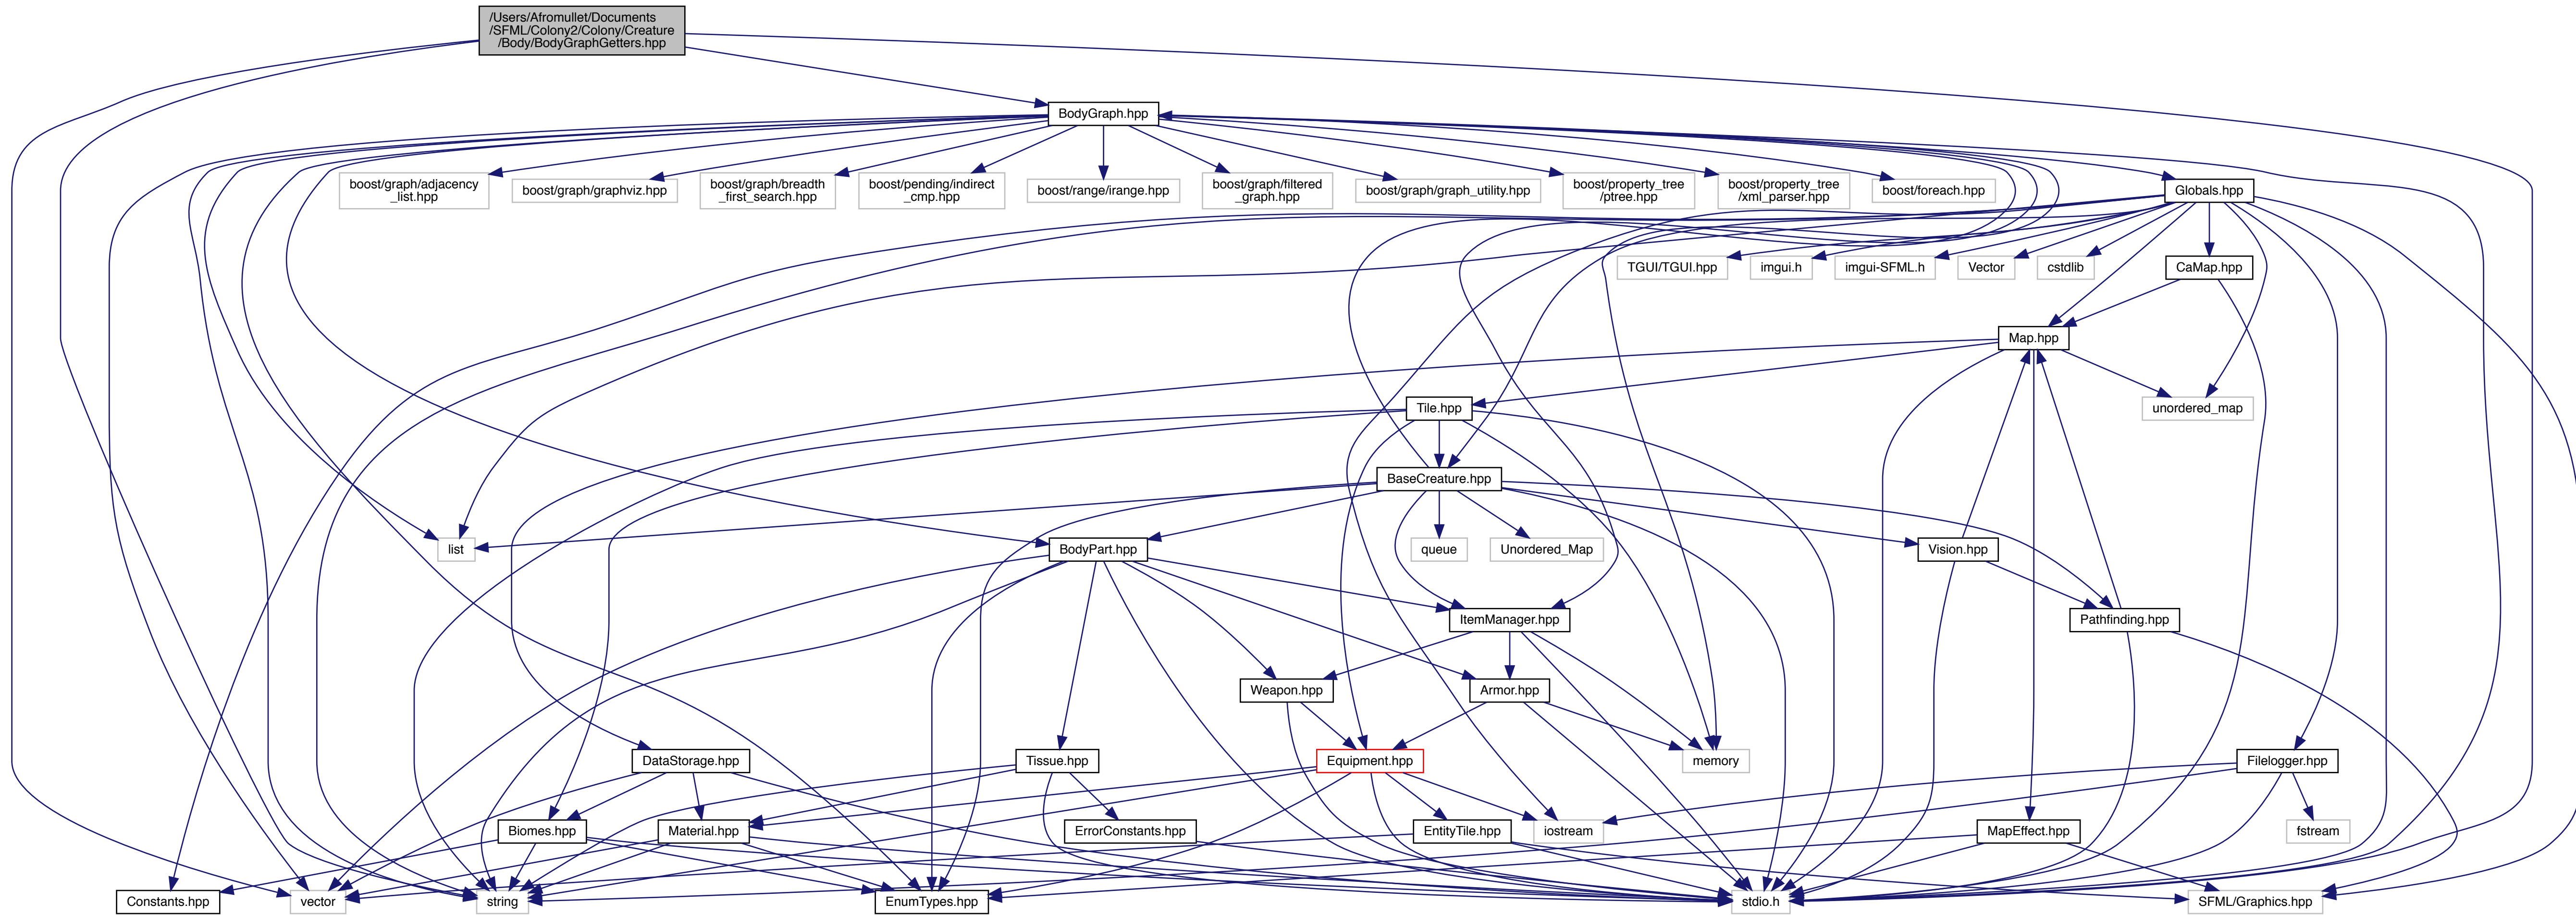 /Users/Afromullet/Documents
/SFML/Colony2/Colony/Creature
/Body/BodyGraphGetters.hpp
BodyGraph.hpp
boost/graph/adjacency
_list.hpp
boost/graph/graphviz.hpp
boost/graph/breadth
_first_search.hpp
boost/pending/indirect
_cmp.hpp
boost/range/irange.hpp
boost/graph/filtered
_graph.hpp
boost/graph/graph_utility.hpp
boost/property_tree
/ptree.hpp
boost/property_tree
/xml_parser.hpp
boost/foreach.hpp
Globals.hpp
TGUI/TGUI.hpp
imgui.h
imgui-SFML.h
Vector
cstdlib
CaMap.hpp
Map.hpp
Tile.hpp
unordered_map
BaseCreature.hpp
list
BodyPart.hpp
queue
Unordered_Map
Vision.hpp
ItemManager.hpp
Pathfinding.hpp
Weapon.hpp
Armor.hpp
DataStorage.hpp
Tissue.hpp
Equipment.hpp
memory
Filelogger.hpp
Biomes.hpp
Material.hpp
ErrorConstants.hpp
EntityTile.hpp
iostream
MapEffect.hpp
fstream
Constants.hpp
vector
string
EnumTypes.hpp
stdio.h
SFML/Graphics.hpp